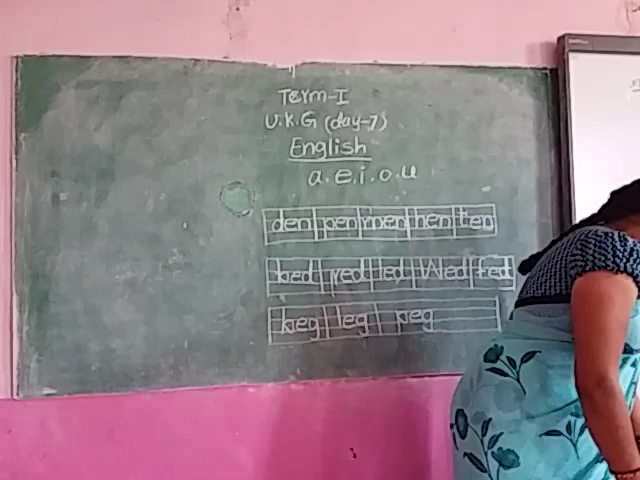 Term-I
U.K.G (day-7)
English
a.e.i.o.u
den pen men hen ten
bed red led Wed fed
beg leg peg